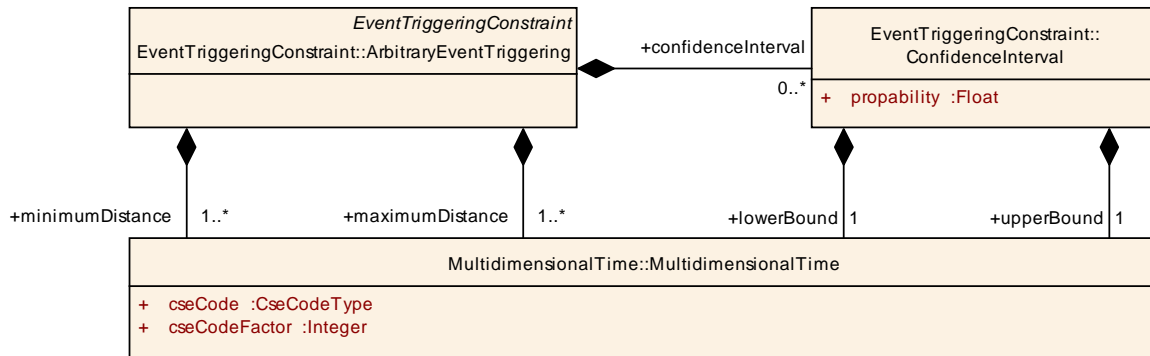 EventTriggeringConstraint
EventTriggeringConstraint::ArbitraryEventTriggering
+confidenceInterval
0..*
EventTriggeringConstraint::
ConfidenceInterval
+ propability :Float
+minimumDistance 1..*
+maximumDistance 1..*
+lowerBound 1
+upperBound 1
MultidimensionalTime::MultidimensionalTime
+ cseCode :CseCodeType
+ cseCodeFactor :Integer